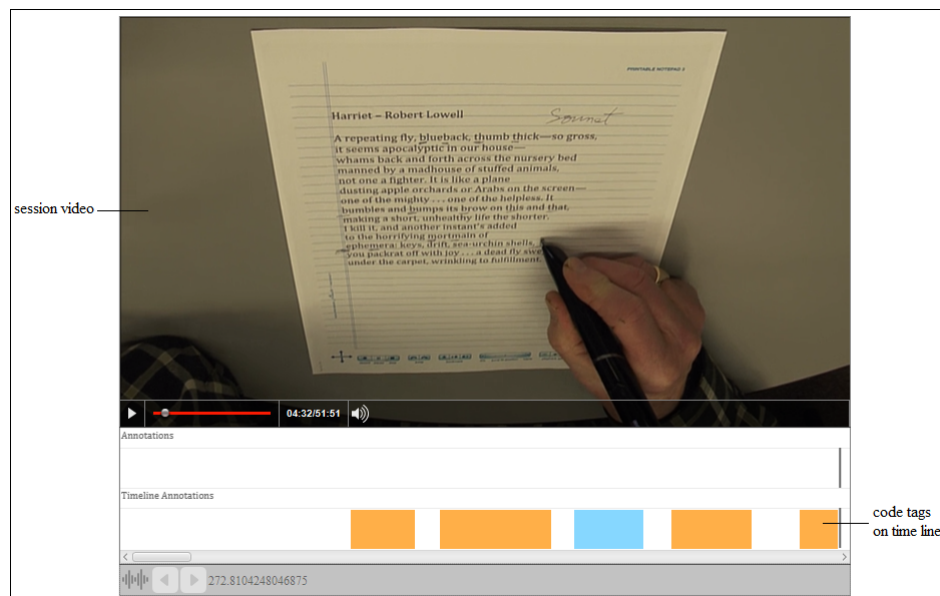 PRINTABLE NOTEPAD 3
Harriet – Robert Lowell
Sonnet
A repeating fly, blueback, thumb thick—so gross,
it seems apocalyptic in our house—
whams back and forth across the nursery bed
manned by a madhouse of stuffed animals,
not one a fighter. It is like a plane
dusting apple orchards or Arabs on the screen—
one of the mighty . . . one of the helpless. It
bumbles and bumps its brow on this and that,
making a short, unhealthy life the shorter.
I kill it, and another instant's added
to the horrifying mortmain of
ephemera: keys, drift, sea-urchin shells,
you packrat off with joy . . . a dead fly swe
under the carpet, wrinkling to fulfillment.
session video
04:32/51:51
Annotations
Timeline Annotations
code tags
on time line
272.8104248046875